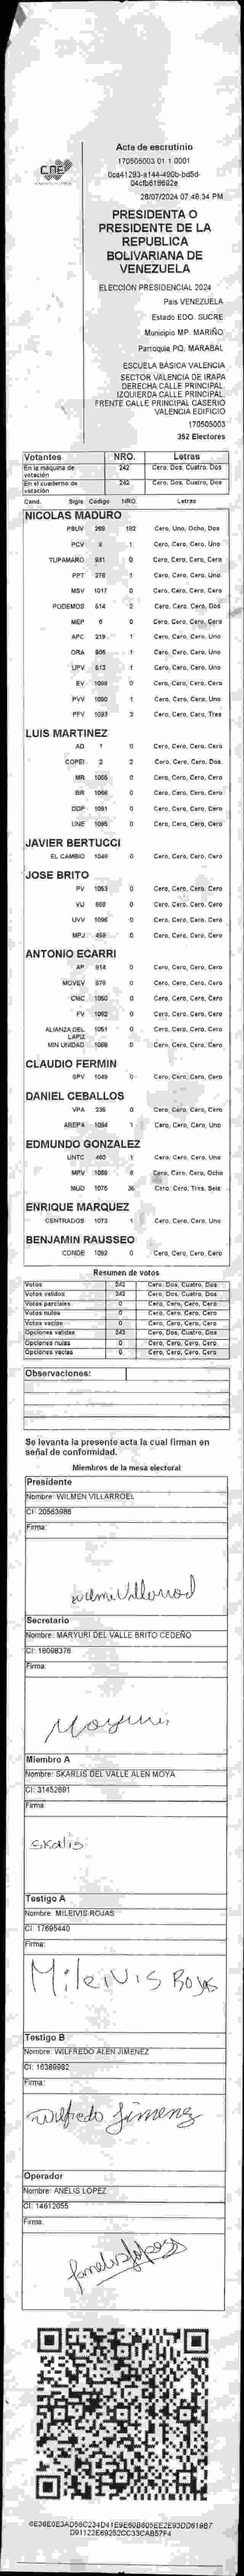 CNE
Acta de escrutinio
170505003 01 1 0001
0ca41293-a144-490b-bd5d-
04cfb619692e
28/07/2024 07:48:34 PM
PRESIDENTA O
PRESIDENTE DE LA
REPUBLICA
BOLIVARIANA DE
VENEZUELA
ELECCIÓN PRESIDENCIAL 2024
País VENEZUELA
Estado EDO. SUCRE
Municipio MP. MARIÑO
Parroquia PQ. MARABAL
ESCUELA BÁSICA VALENCIA
SECTOR VALENCIA DE IRAPA
DERECHA CALLE PRINCIPAL
IZQUIERDA CALLE PRINCIPAL
FRENTE CALLE PRINCIPAL CASERIO
VALENCIA EDIFICIO
170505003
352 Electores
Votantes NRO. Letras
En la máquina de votación 242 Cero, Dos, Cuatro, Dos
En el cuaderno de votación 242 Cero, Dos, Cuatro, Dos
Cand. Sigla Código NRO. Letras
NICOLAS MADURO
PSUV 269 182 Cero, Uno, Ocho, Dos
PCV 9 1 Cero, Cero, Cero, Uno
TUPAMARO 931 0 Cero, Cero, Cero, Cero
PPT 276 1 Cero, Cero, Cero, Uno
MSV 1017 0 Cero, Cero, Cero, Cero
PODEMOS 514 2 Cero, Cero, Cero, Dos
MEP 6 0 Cero, Cero, Cero, Cero
APC 219 1 Cero, Cero, Cero, Uno
ORA 906 1 Cero, Cero, Cero, Uno
UPV 513 1 Cero, Cero, Cero, Uno
EV 1089 0 Cero, Cero, Cero, Cero
PVV 1090 1 Cero, Cero, Cero, Uno
PFV 1093 3 Cero, Cero, Cero, Tres
LUIS MARTINEZ
AD 1 0 Cero, Cero, Cero, Cero
COPEI 2 2 Cero, Cero, Cero, Dos
MR 1065 0 Cero, Cero, Cero, Cero
BR 1066 0 Cero, Cero, Cero, Cero
DDP 1091 0 Cero, Cero, Cero, Cero
UNE 1095 0 Cero, Cero, Cero, Cero
JAVIER BERTUCCI
EL CAMBIO 1048 0 Cero, Cero, Cero, Cero
JOSE BRITO
PV 1053 0 Cero, Cero, Cero, Cero
VU 0 Cero, Cero, Cero, Cero
UVV 1096 0 Cero, Cero, Cero, Cero
MPJ 459 0 Cero, Cero, Cero, Cero
ANTONIO ECARRI
AP 914 0 Cero, Cero, Cero, Cero
MOVEV 979 0 Cero, Cero, Cero, Cero
CMC 1050 0 Cero, Cero, Cero, Cero
FV 1062 0 Cero, Cero, Cero, Cero
ALIANZA DEL LAPIZ 1051 0 Cero, Cero, Cero, Cero
MIN UNIDAD 1069 0 Cero, Cero, Cero, Cero
CLAUDIO FERMIN
SPV 1049 0 Cero, Cero, Cero, Cero
DANIEL CEBALLOS
VPA 235 0 Cero, Cero, Cero, Cero
AREPA 1094 1 Cero, Cero, Cero, Uno
EDMUNDO GONZALEZ
UNTC 460 1 Cero, Cero, Cero, Uno
MPV 1059 8 Cero, Cero, Cero, Ocho
MUD 1075 36 Cero, Cero, Tres, Seis
ENRIQUE MARQUEZ
CENTRADOS 1073 1 Cero, Cero, Cero, Uno
BENJAMIN RAUSSEO
CONDE 1092 0 Cero, Cero, Cero, Cero
Resumen de votos
Votos 242 Cero, Dos, Cuatro, Dos
Votos validos 242 Cero, Dos, Cuatro, Dos
Votos parciales 0 Cero, Cero, Cero, Cero
Votos nulos 0 Cero, Cero, Cero, Cero
Votos vacíos 0 Cero, Cero, Cero, Cero
Opciones validas 242 Cero, Dos, Cuatro, Dos
Opciones nulas 0 Cero, Cero, Cero, Cero
Opciones vacías 0 Cero, Cero, Cero, Cero
Observaciones:
Se levanta la presente acta la cual firman en
señal de conformidad.
Miembros de la mesa electoral
Presidente
Nombre: WILMEN VILLARROEL
CI: 20563986
Firma:
Secretario
Nombre: MARYURI DEL VALLE BRITO CEDEÑO
CI: 18098376
Firma:
Miembro A
Nombre: SKARLIS DEL VALLE ALEN MOYA
CI: 31452691
Firma:
Skalis
Testigo A
Nombre: MILEIVIS ROJAS
CI: 17695440
Firma:
Mileivis Rojas
Testigo B
Nombre: WILFREDO ALEN JIMENEZ
CI: 16389982
Firma:
Wilfredo Jimenez
Operador
Nombre: ANELIS LOPEZ
CI: 14612055
Firma: